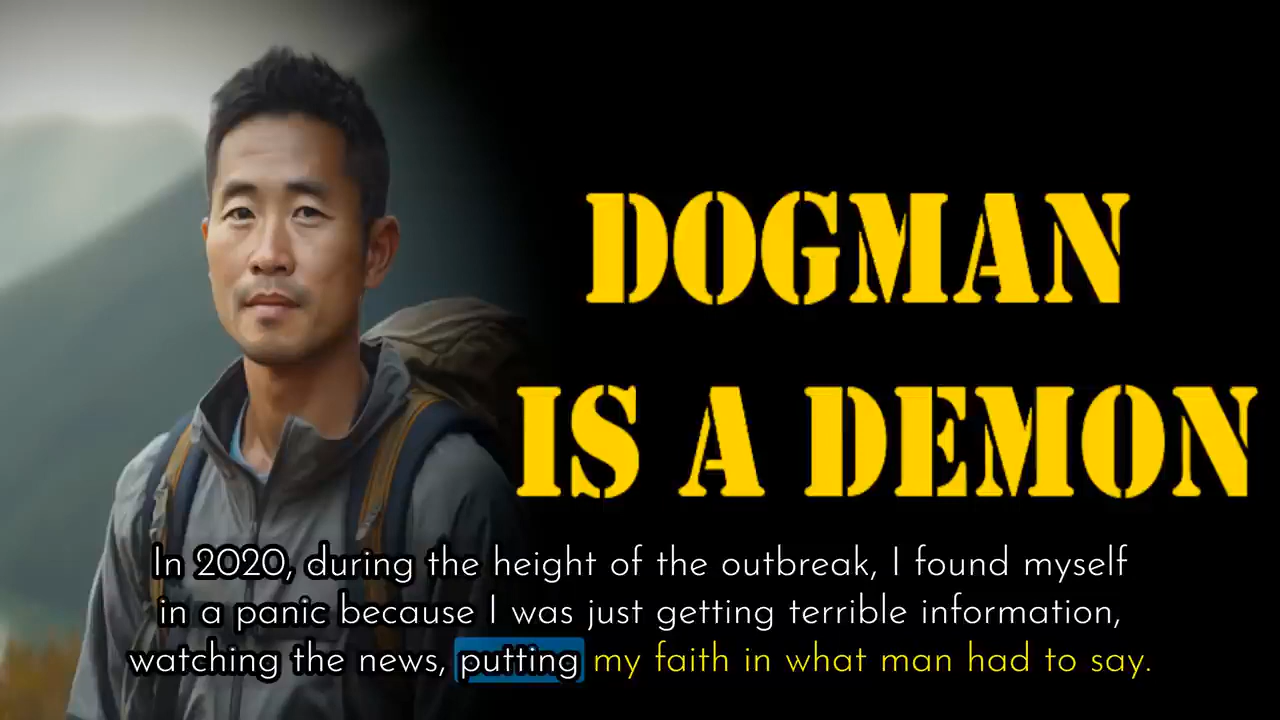 DOGMAN
IS A DEMON
In 2020, during the height of the outbreak, I found myself
in a panic because I was just getting terrible information,
watching the news, putting my faith in what man had to say.